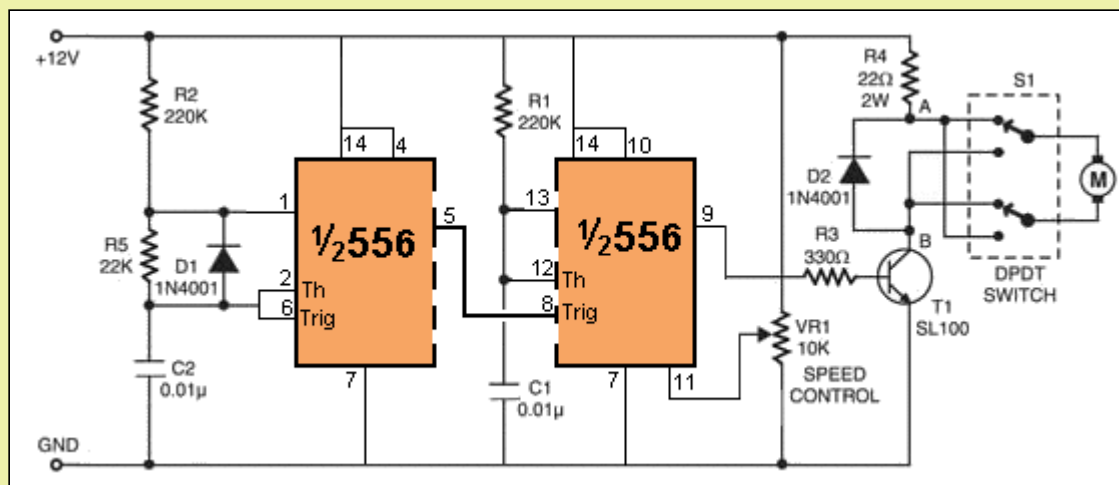 +12V
R2
220K
R1
220K
R4
22Ω
2W
A
S1
14
4
14
10
1
5
13
9
½556
½556
D2
1N4001
M
R5
22K
D1
1N4001
2
Th
6
Trig
12
Th
8
Trig
R3
330Ω
B
DPDT
SWITCH
T1
SL100
C2
0.01µ
7
C1
0.01µ
7
11
VR1
10K
SPEED
CONTROL
GND